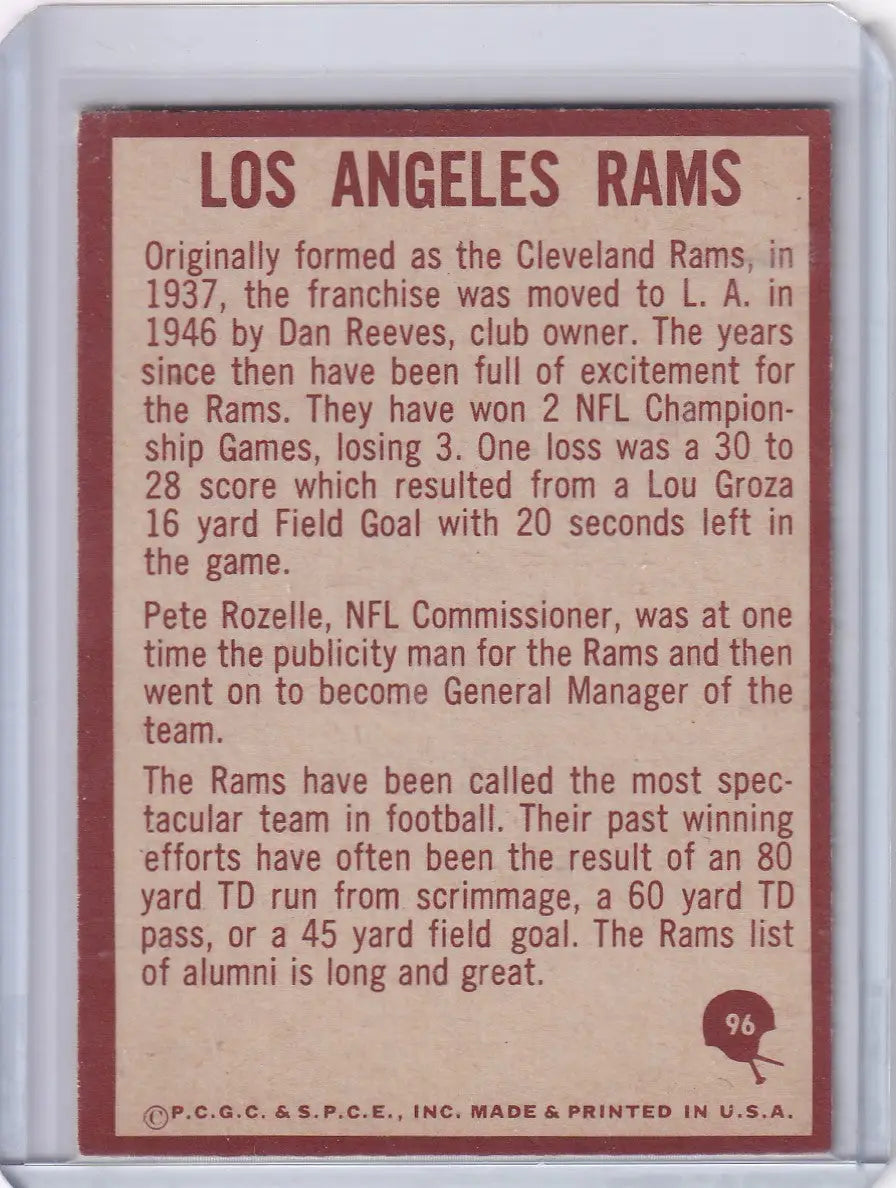 LOS ANGELES RAMS
Originally formed as the Cleveland Rams, in
1937, the franchise was moved to L. A. in
1946 by Dan Reeves, club owner. The years
since then have been full of excitement for
the Rams. They have won 2 NFL Champion-
ship Games, losing 3. One loss was a 30 to
28 score which resulted from a Lou Groza
16 yard Field Goal with 20 seconds left in
the game.
Pete Rozelle, NFL Commissioner, was at one
time the publicity man for the Rams and then
went on to become General Manager of the
team.
The Rams have been called the most spec-
tacular team in football. Their past winning
efforts have often been the result of an 80
yard TD run from scrimmage, a 60 yard TD
pass, or a 45 yard field goal. The Rams list
of alumni is long and great.
96
©P.C.G.C. & S.P.C.E., INC. MADE & PRINTED IN U.S.A.